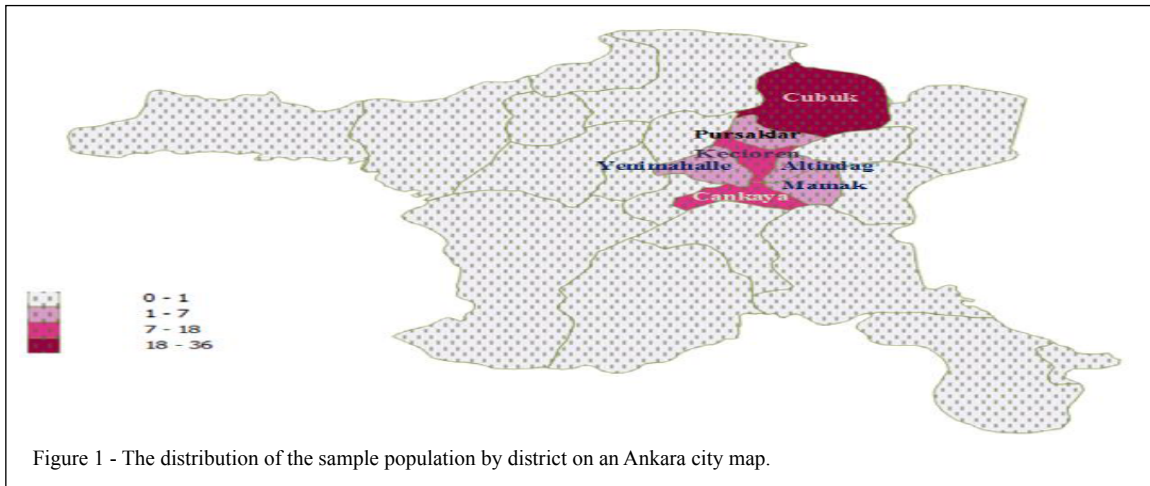 Cubuk
Pursaklar
Kecioren
Yenimahalle
Altindag
Mamak
Cankaya
0 - 1
1 - 7
7 - 18
18 - 36
Figure 1 - The distribution of the sample population by district on an Ankara city map.